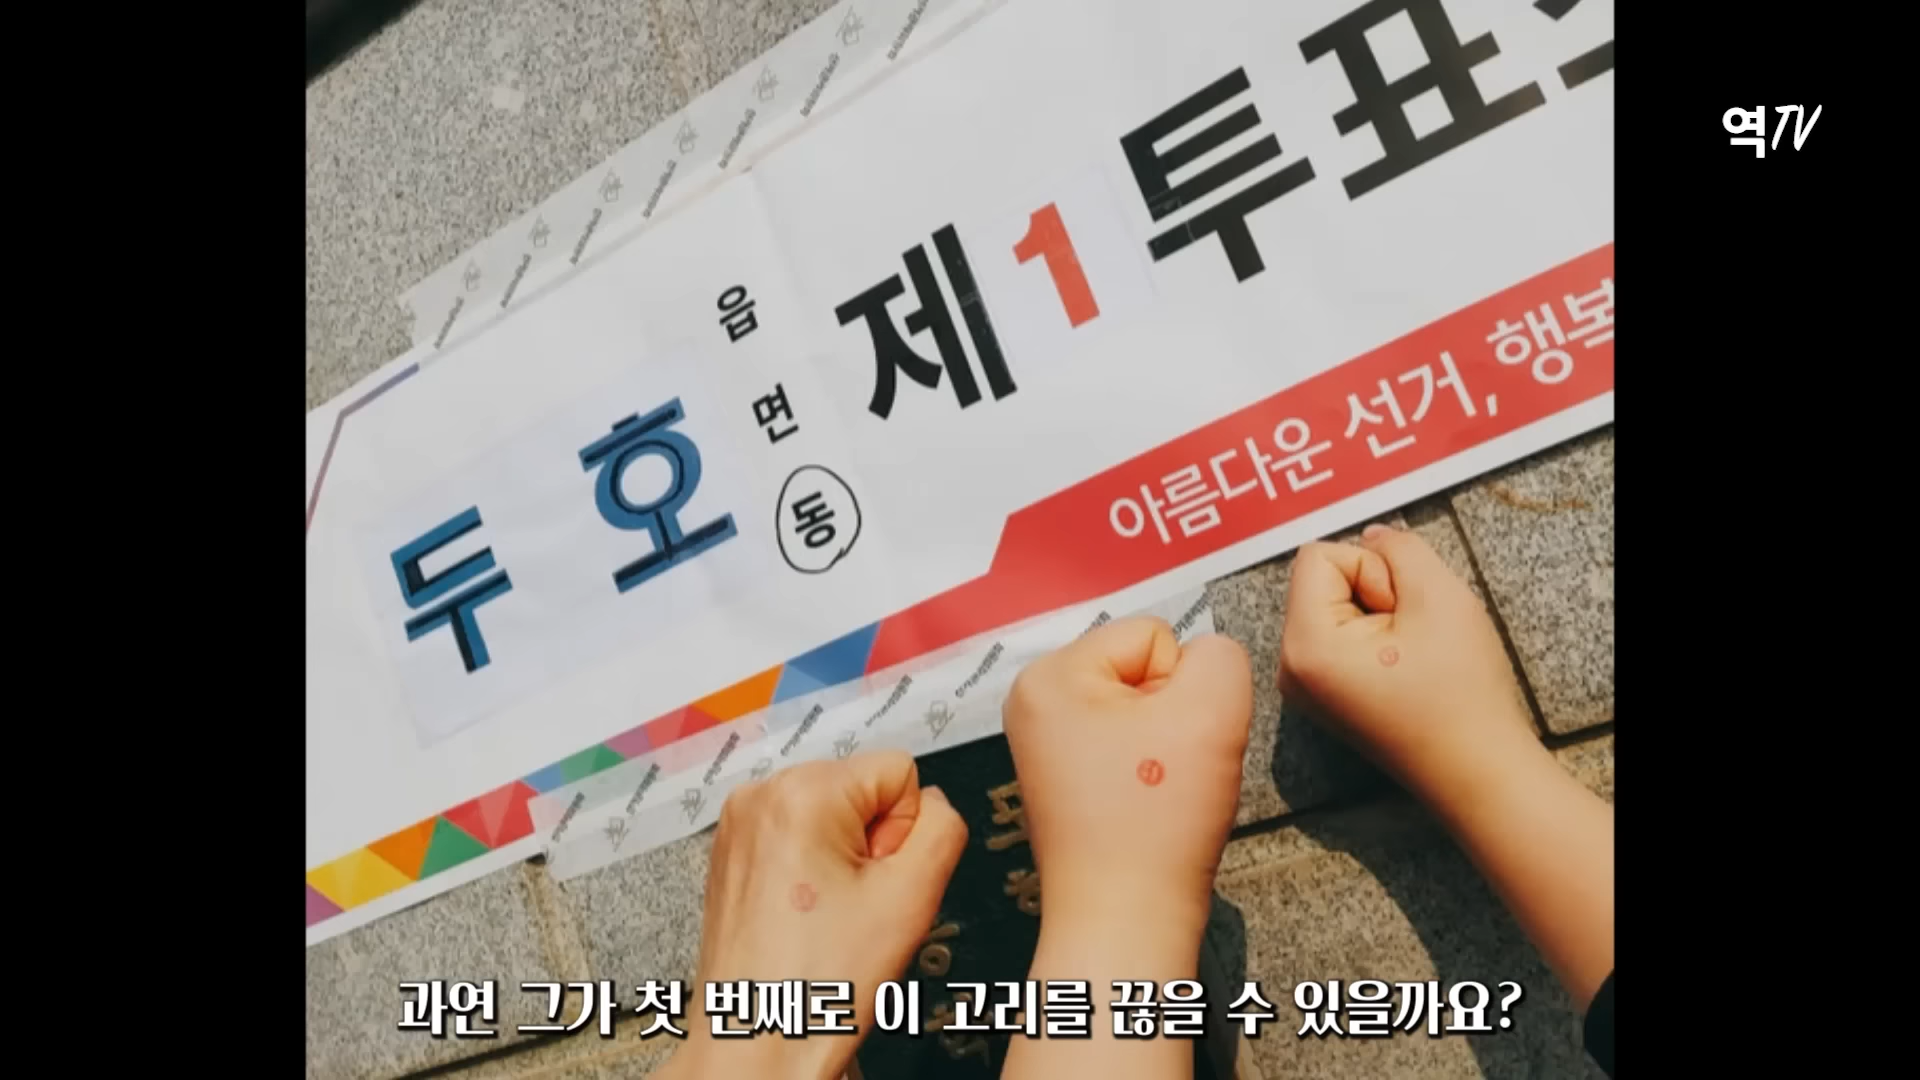 역TV
두호 읍 면 동 제1투표
아름다운 선거, 행복
과연 그가 첫 번째로 이 고리를 끊을 수 있을까요?